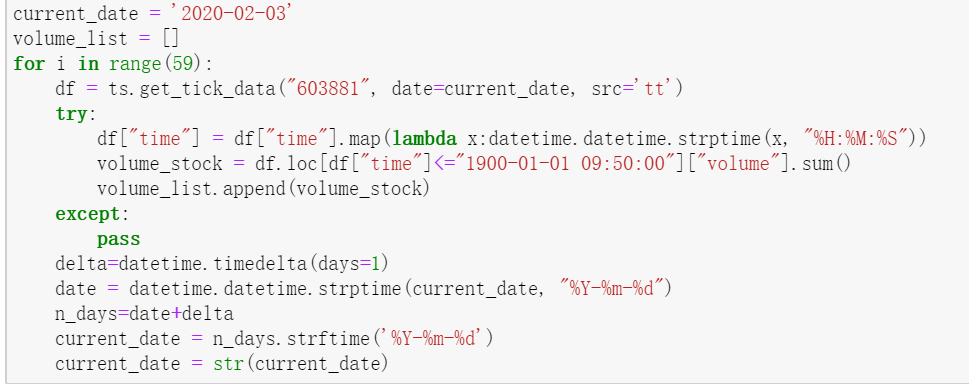 current_date = '2020-02-03'
volume_list = []
for i in range(59):
    df = ts.get_tick_data("603881", date=current_date, src='tt')
    try:
        df["time"] = df["time"].map(lambda x:datetime.datetime.strptime(x, "%H:%M:%S"))
        volume_stock = df.loc[df["time"]<="1900-01-01 09:50:00"]["volume"].sum()
        volume_list.append(volume_stock)
    except:
        pass
    delta=datetime.timedelta(days=1)
    date = datetime.datetime.strptime(current_date, "%Y-%m-%d")
    n_days=date+delta
    current_date = n_days.strftime('%Y-%m-%d')
    current_date = str(current_date)